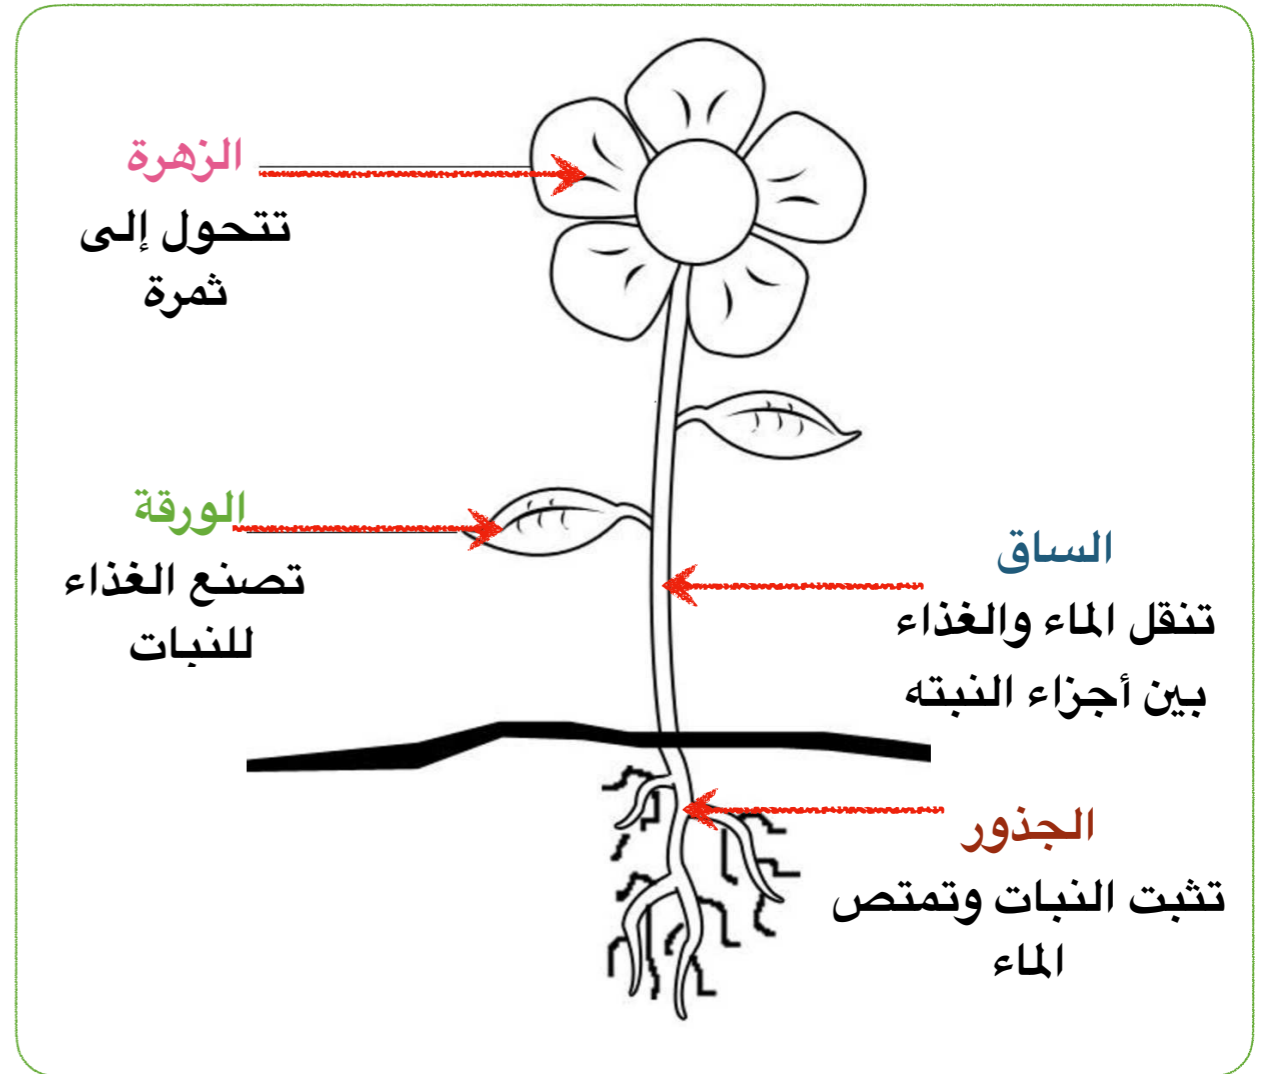 الزهرة
تتحول إلى
ثمرة
الورقة
تصنع الغذاء
للنبات
الساق
تنقل الماء والغذاء
بين أجزاء النبته
الجذور
تثبت النبات وتمتص
الماء